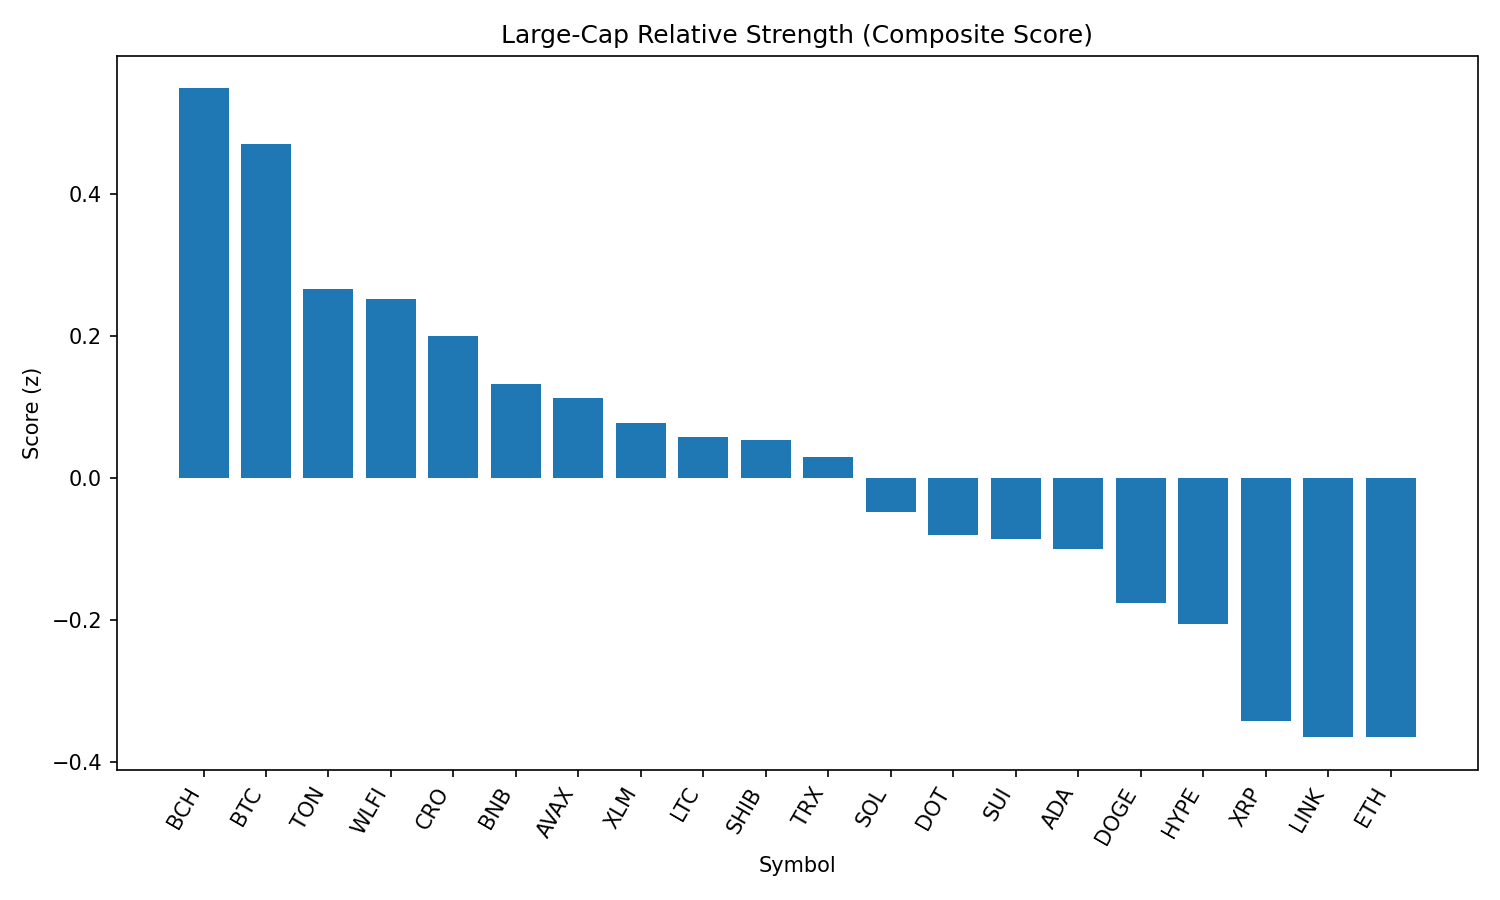 Large-Cap Relative Strength (Composite Score)
Score (z)
0.4
0.2
0.0
−0.2
−0.4
BCH
BTC
TON
WLFI
CRO
BNB
AVAX
XLM
LTC
SHIB
TRX
SOL
DOT
SUI
ADA
DOGE
HYPE
XRP
LINK
ETH
Symbol